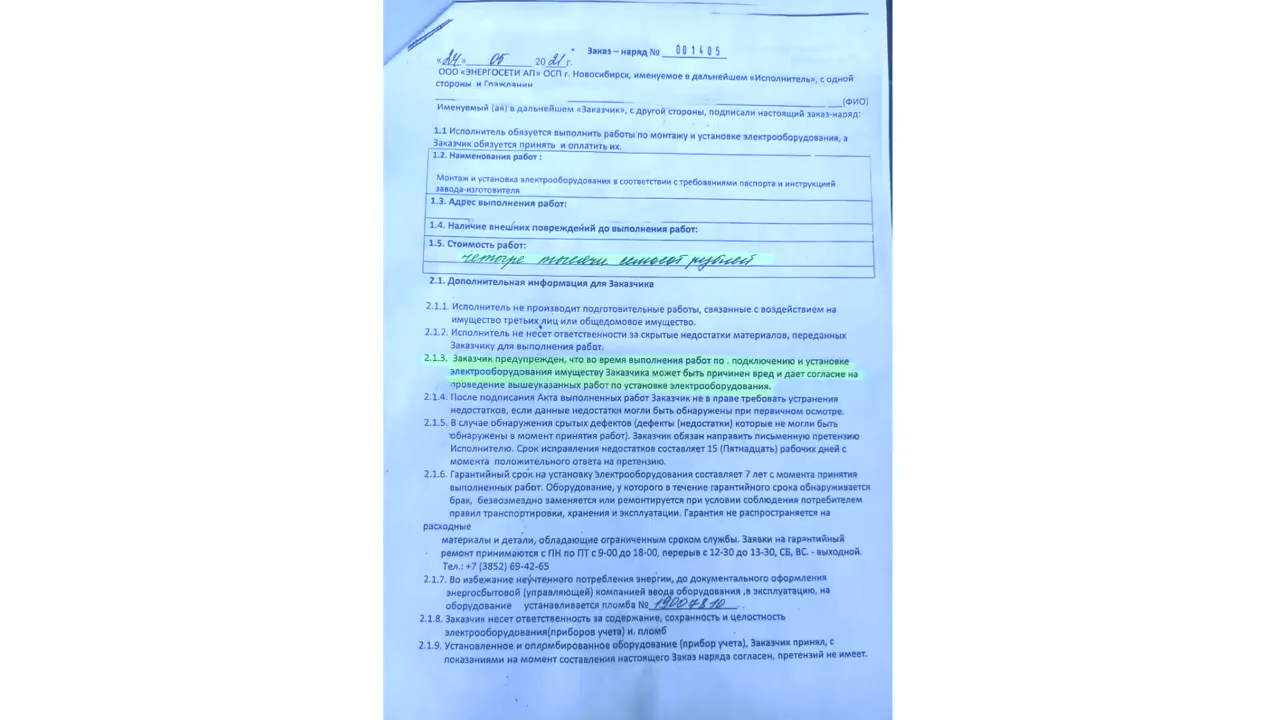 Заказ – наряд № 001405
«24» 05 2021 г.
ООО «ЭНЕРГОСЕТИ АП» ОСП г. Новосибирск, именуемое в дальнейшем «Исполнитель», с одной
стороны и Гражданин
(ФИО)
Именуемый (ая) в дальнейшем «Заказчик», с другой стороны, подписали настоящий заказ-наряд:
1.1 Исполнитель обязуется выполнить работы по монтажу и установке электрооборудования, а
Заказчик обязуется принять и оплатить их.
1.2. Наименования работ :
Монтаж и установка электрооборудования в соответствии с требованиями паспорта и инструкцией
завода-изготовителя
1.3. Адрес выполнения работ:
1.4. Наличие внешних повреждений до выполнения работ:
1.5. Стоимость работ:
четыре тысячи семьсот рублей
2.1. Дополнительная информация для Заказчика
2.1.1. Исполнитель не производит подготовительные работы, связанные с воздействием на
имущество третьих лиц или общедомовое имущество.
2.1.2. Исполнитель не несет ответственности за скрытые недостатки материалов, переданных
Заказчику для выполнения работ.
2.1.3. Заказчик предупрежден, что во время выполнения работ по . подключению и установке
электрооборудования имуществу Заказчика может быть причинен вред и дает согласие на
проведение вышеуказанных работ по установке электрооборудования.
2.1.4. После подписания Акта выполненных работ Заказчик не в праве требовать устранения
недостатков, если данные недостатки могли быть обнаружены при первичном осмотре.
2.1.5. В случае обнаружения срытых дефектов (дефекты (недостатки) которые не могли быть
обнаружены в момент принятия работ). Заказчик обязан направить письменную претензию
Исполнителю. Срок исправления недостатков составляет 15 (Пятнадцать) рабочих дней с
момента положительного ответа на претензию.
2.1.6. Гарантийный срок на установку электрооборудования составляет 7 лет с момента принятия
выполненных работ. Оборудование, у которого в течение гарантийного срока обнаруживается
брак, безвозмездно заменяется или ремонтируется при условии соблюдения потребителем
правил транспортировки, хранения и эксплуатации. Гарантия не распространяется на
расходные
материалы и детали, обладающие ограниченным сроком службы. Заявки на гарантийный
ремонт принимаются с ПН по ПТ с 9-00 до 18-00, перерыв с 12-30 до 13-30, СБ, ВС. - выходной.
Тел.: +7 (3852) 69-42-65
2.1.7. Во избежание неучтенного потребления энергии, до документального оформления
энергосбытовой (управляющей) компанией ввода оборудования ,в эксплуатацию, на
оборудование устанавливается пломба № 19007810.
2.1.8. Заказчик несет ответственность за содержание, сохранность и целостность
электрооборудования(приборов учета) и. пломб
2.1.9. Установленное и опломбированное оборудование (прибор учета), Заказчик принял, с
показаниями на момент составления настоящего Заказ наряда согласен, претензий не имеет.